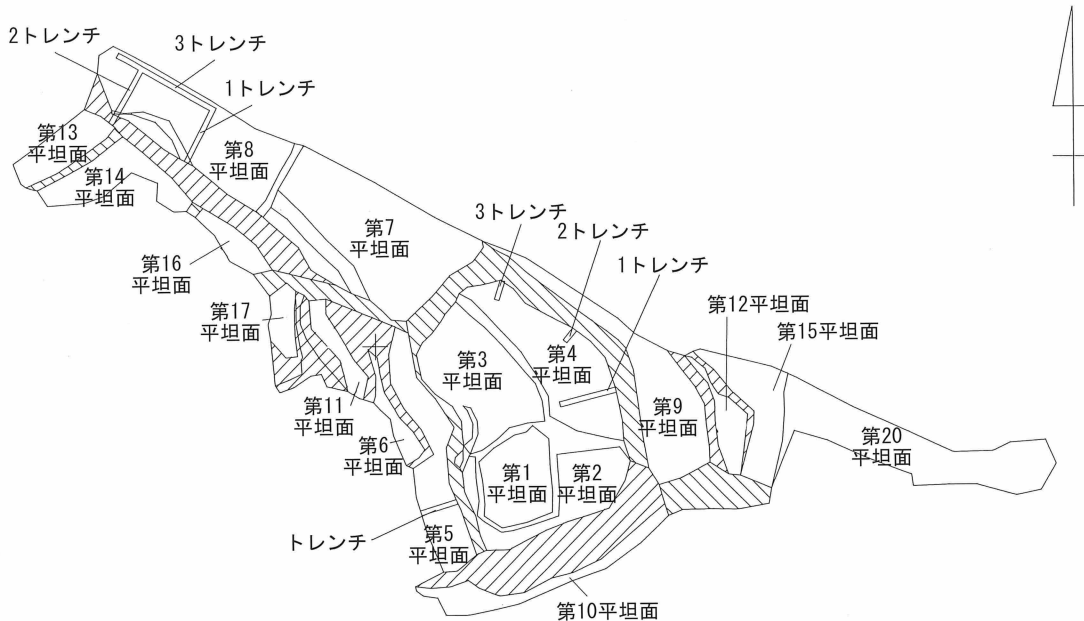 2トレンチ
3トレンチ
1トレンチ
第13
平坦面
第8
平坦面
第14
平坦面
第7
平坦面
3トレンチ
2トレンチ
1トレンチ
第16
平坦面
第12平坦面
第15平坦面
第17
平坦面
第3
平坦面
第4
平坦面
第11
平坦面
第9
平坦面
第6
平坦面
第20
平坦面
第1
平坦面
第2
平坦面
トレンチ
第5
平坦面
第10平坦面